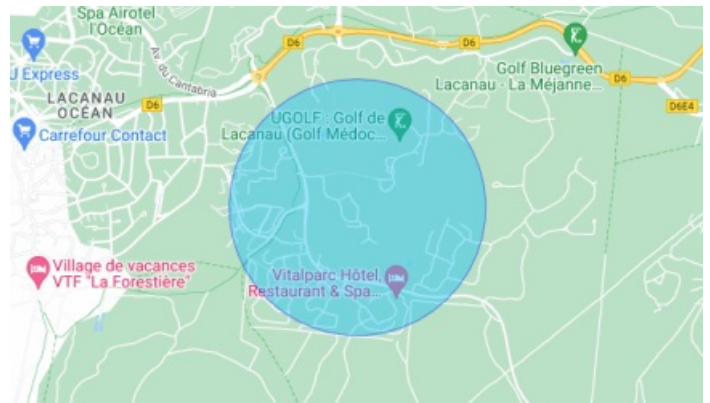 Spa Airotel
l'Océan
D6
D6
U Express
Av. du Cantabria
Golf Bluegreen
Lacanau - La Méjanne...
D6
LACANAU
OCÉAN
D6
D6E4
UGOLF : Golf de
Lacanau (Golf Médoc...
Carrefour Contact
Village de vacances
VTF "La Forestière"
Vitalparc Hôtel,
Restaurant & Spa...